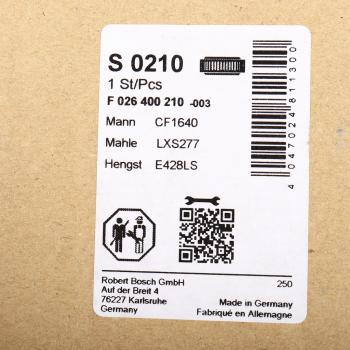 S 0210
1 St/Pcs
F 026 400 210 -003
Mann CF1640
Mahle LXS277
Hengst E428LS
4 047024 811300
Robert Bosch GmbH
Auf der Breit 4
76227 Karlsruhe
Germany
250
Made in Germany
Fabriqué en Allemagne